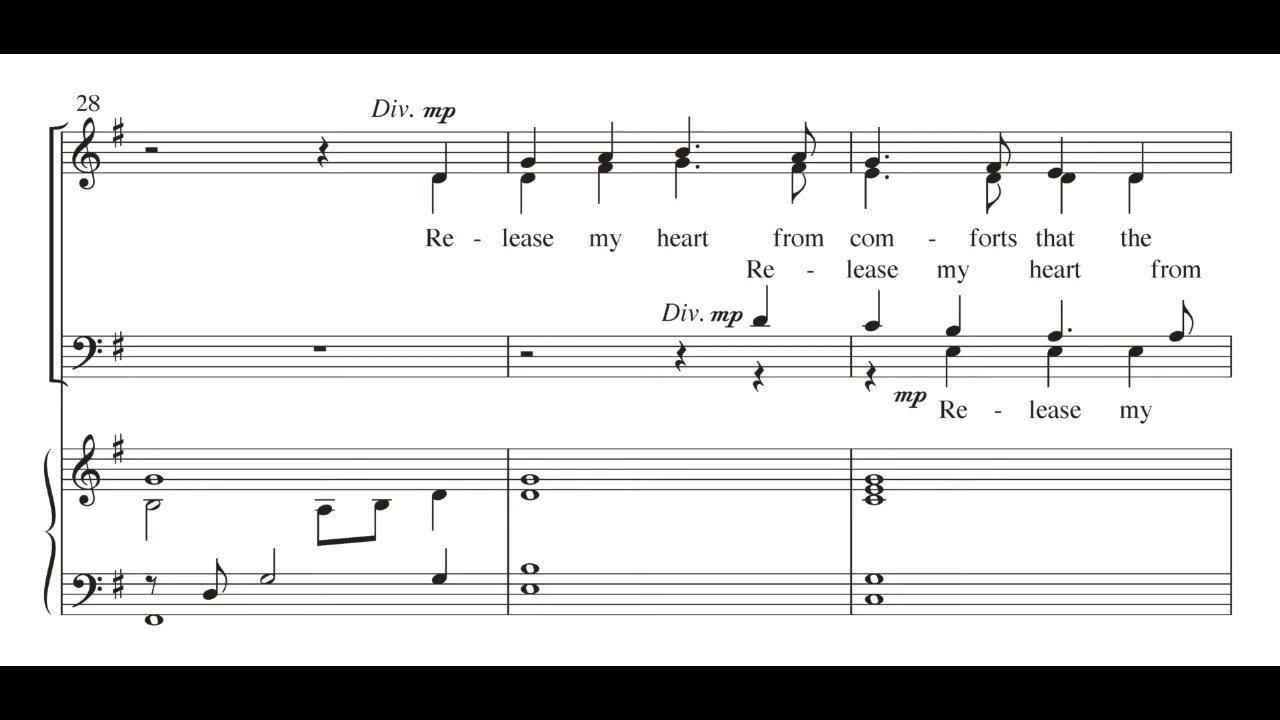 28
Div. mp
Re - lease my heart from com - forts that the
Re - lease my heart from
Div. mp
mp
Re - lease my